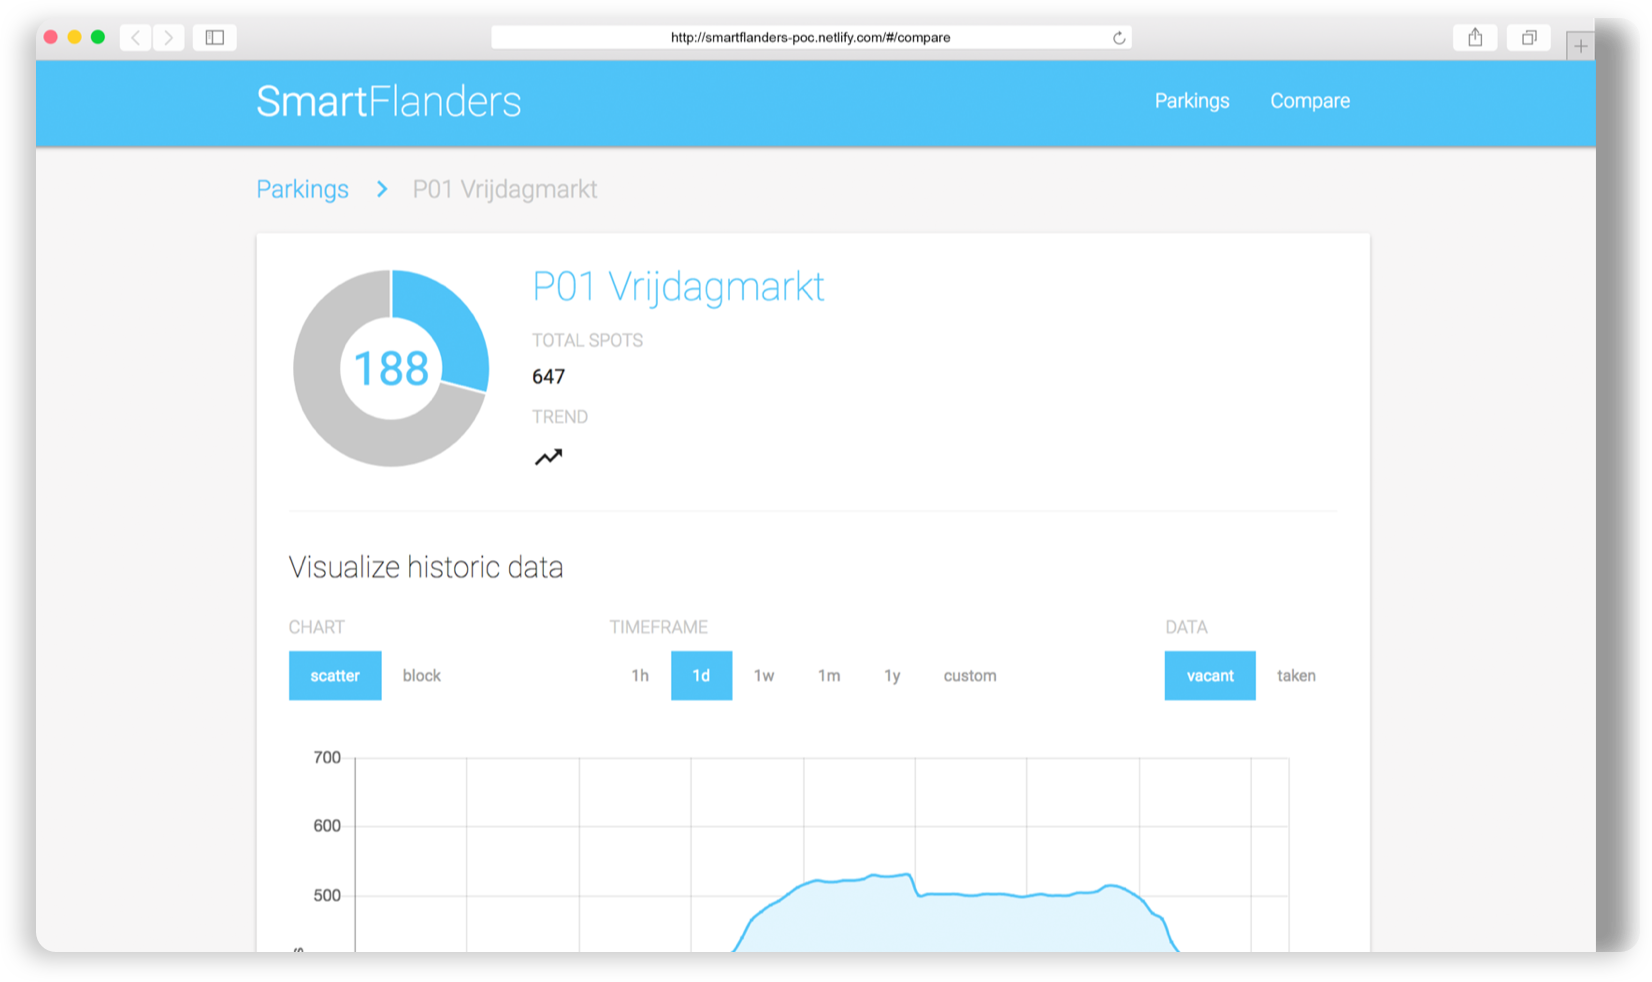 http://smartflanders-poc.netlify.com/#/compare
SmartFlanders
Parkings Compare
Parkings > P01 Vrijdagmarkt
188
P01 Vrijdagmarkt
TOTAL SPOTS
647
TREND
Visualize historic data
CHART TIMEFRAME DATA
scatter block 1h 1d 1w 1m 1y custom vacant taken
700
600
500